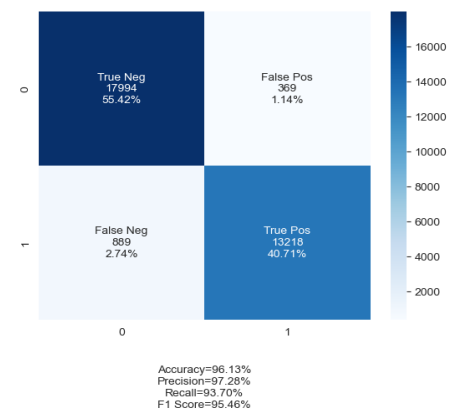 True Neg
17994
55.42%
False Pos
369
1.14%
False Neg
889
2.74%
True Pos
13218
40.71%
0
1
0
1
16000
14000
12000
10000
8000
6000
4000
2000
Accuracy=96.13%
Precision=97.28%
Recall=93.70%
F1 Score=95.46%